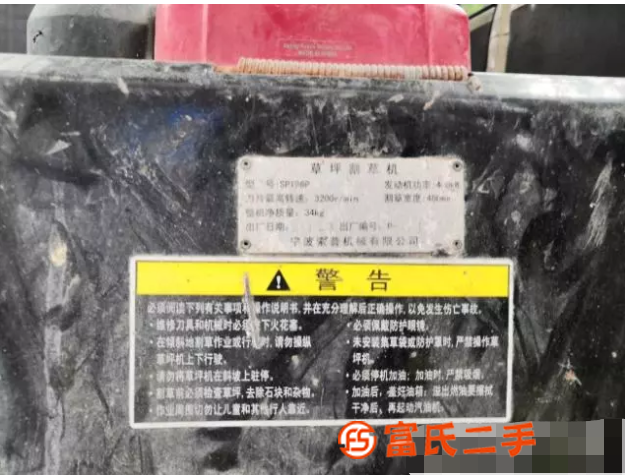 草坪割草机
型 号:SPX98P 发动机功率:4.0kW
刀片最高转速: 3200r/min 割草宽度:480mm
整机净质量: 34kg
出厂日期: 出厂编号:
宁波索普机械有限公司
警告
必须阅读下列有关事项和操作说明书,并在充分理解后正确操作,以免发生伤亡事故。
·维修刀具和机械时必须 下火花塞。
·在倾斜地割草作业或行 时,请勿操纵
草坪机上下行驶。
·请勿将草坪机在斜坡上驻停。
·割草前必须检查草坪,去除石块和杂物。
·作业周围切勿让儿童和其他行人靠近。
·必须佩戴防护眼镜。
·未安装集草袋或防护罩时,严禁操作草
坪机。
·必须停机加油;加油时,严禁吸烟。
·加油后,盖好油箱;溢出燃油要擦拭
干净后,再起动汽油机。
富氏二手